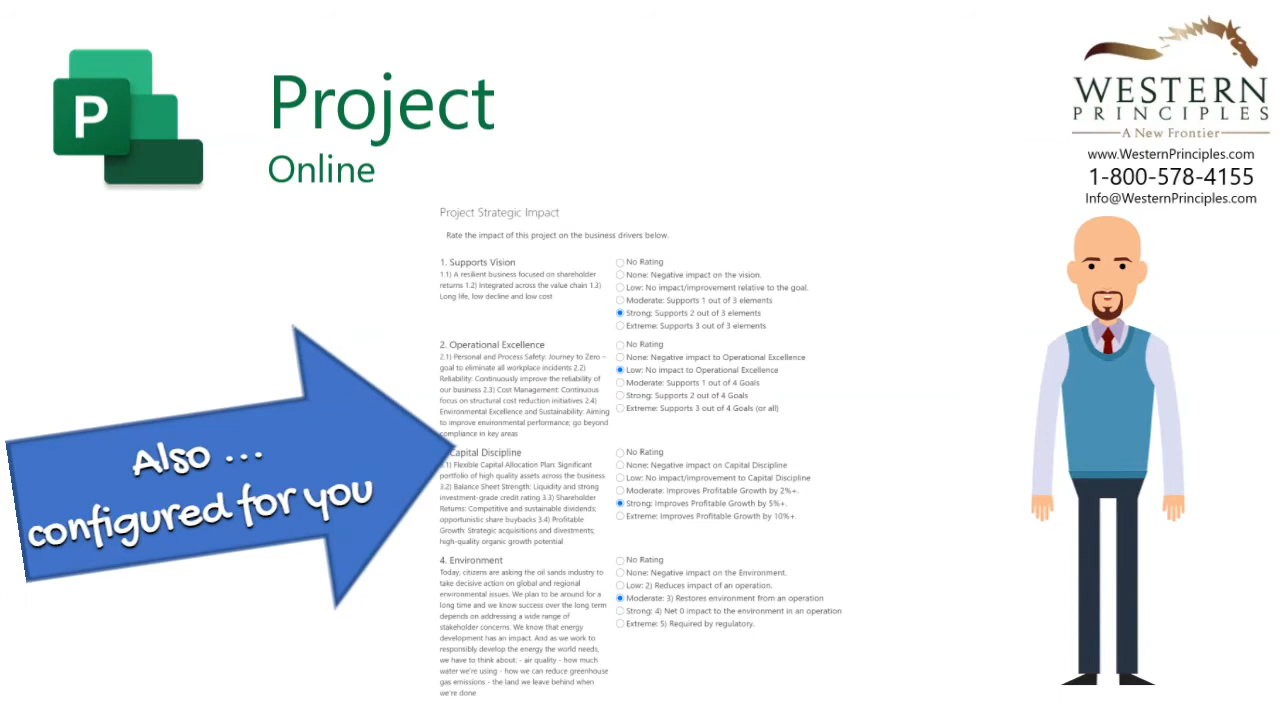 P
Project
Online
WESTERN
PRINCIPLES
A New Frontier
www.WesternPrinciples.com
1-800-578-4155
Info@WesternPrinciples.com
Project Strategic Impact
Rate the impact of this project on the business drivers below.
1. Supports Vision
1.1) A resilient business focused on shareholder
returns 1.2) Integrated across the value chain 1.3)
Long life, low decline and low cost
No Rating
None: Negative impact on the vision.
Low: No impact/improvement relative to the goal.
Moderate: Supports 1 out of 3 elements
Strong: Supports 2 out of 3 elements
Extreme: Supports 3 out of 3 elements
2. Operational Excellence
2.1) Personal and Process Safety: Journey to Zero –
goal to eliminate all workplace incidents 2.2)
Reliability: Continuously improve the reliability of
our business 2.3) Cost Management: Continuous
focus on structural cost reduction initiatives 2.4)
Environmental Excellence and Sustainability: Aiming
to improve environmental performance; go beyond
compliance in key areas
No Rating
None: Negative impact to Operational Excellence
Low: No impact to Operational Excellence
Moderate: Supports 1 out of 4 Goals
Strong: Supports 2 out of 4 Goals
Extreme: Supports 3 out of 4 Goals (or all)
Capital Discipline
.1) Flexible Capital Allocation Plan: Significant
portfolio of high quality assets across the business
3.2) Balance Sheet Strength: Liquidity and strong
investment-grade credit rating 3.3) Shareholder
Returns: Competitive and sustainable dividends;
opportunistic share buybacks 3.4) Profitable
Growth: Strategic acquisitions and divestments;
high-quality organic growth potential
No Rating
None: Negative impact on Capital Discipline
Low: No impact/improvement to Capital Discipline
Moderate: Improves Profitable Growth by 2%+.
Strong: Improves Profitable Growth by 5%+.
Extreme: Improves Profitable Growth by 10%+.
4. Environment
Today, citizens are asking the oil sands industry to
take decisive action on global and regional
environmental issues. We plan to be around for a
long time and we know success over the long term
depends on addressing a wide range of
stakeholder concerns. We know that energy
development has an impact. And as we work to
responsibly develop the energy the world needs,
we have to think about: - air quality - how much
water we're using - how we can reduce greenhouse
gas emissions - the land we leave behind when
we're done
No Rating
None: Negative impact on the Environment.
Low: 2) Reduces impact of an operation.
Moderate: 3) Restores environment from an operation
Strong: 4) Net 0 impact to the environment in an operation
Extreme: 5) Required by regulatory.
Also ...
configured for you